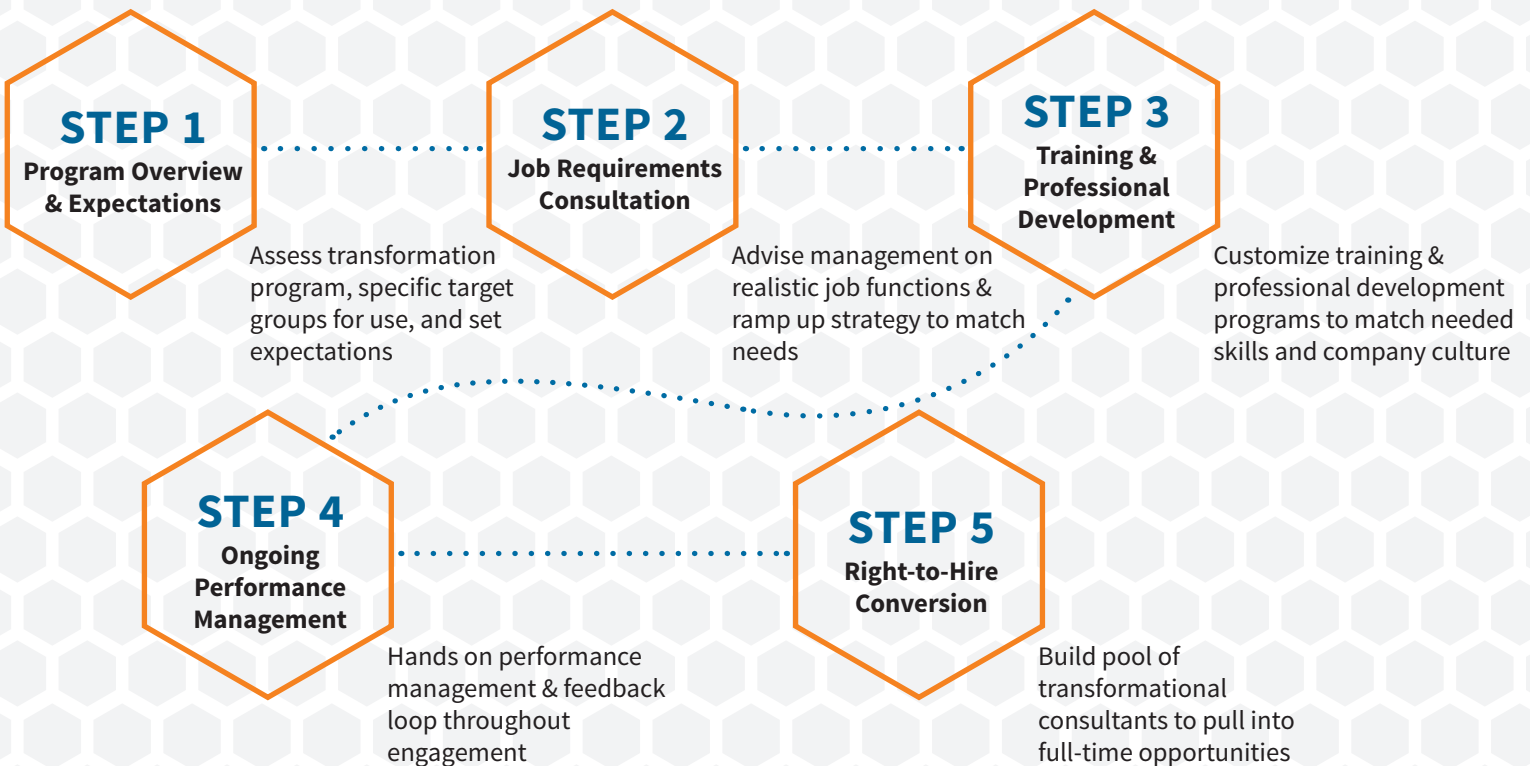 STEP 1
Program Overview
& Expectations
Assess transformation
program, specific target
groups for use, and set
expectations
STEP 2
Job Requirements
Consultation
Advise management on
realistic job functions &
ramp up strategy to match
needs
STEP 3
Training &
Professional
Development
Customize training &
professional development
programs to match needed
skills and company culture
STEP 4
Ongoing
Performance
Management
Hands on performance
management & feedback
loop throughout
engagement
STEP 5
Right-to-Hire
Conversion
Build pool of
transformational
consultants to pull into
full-time opportunities